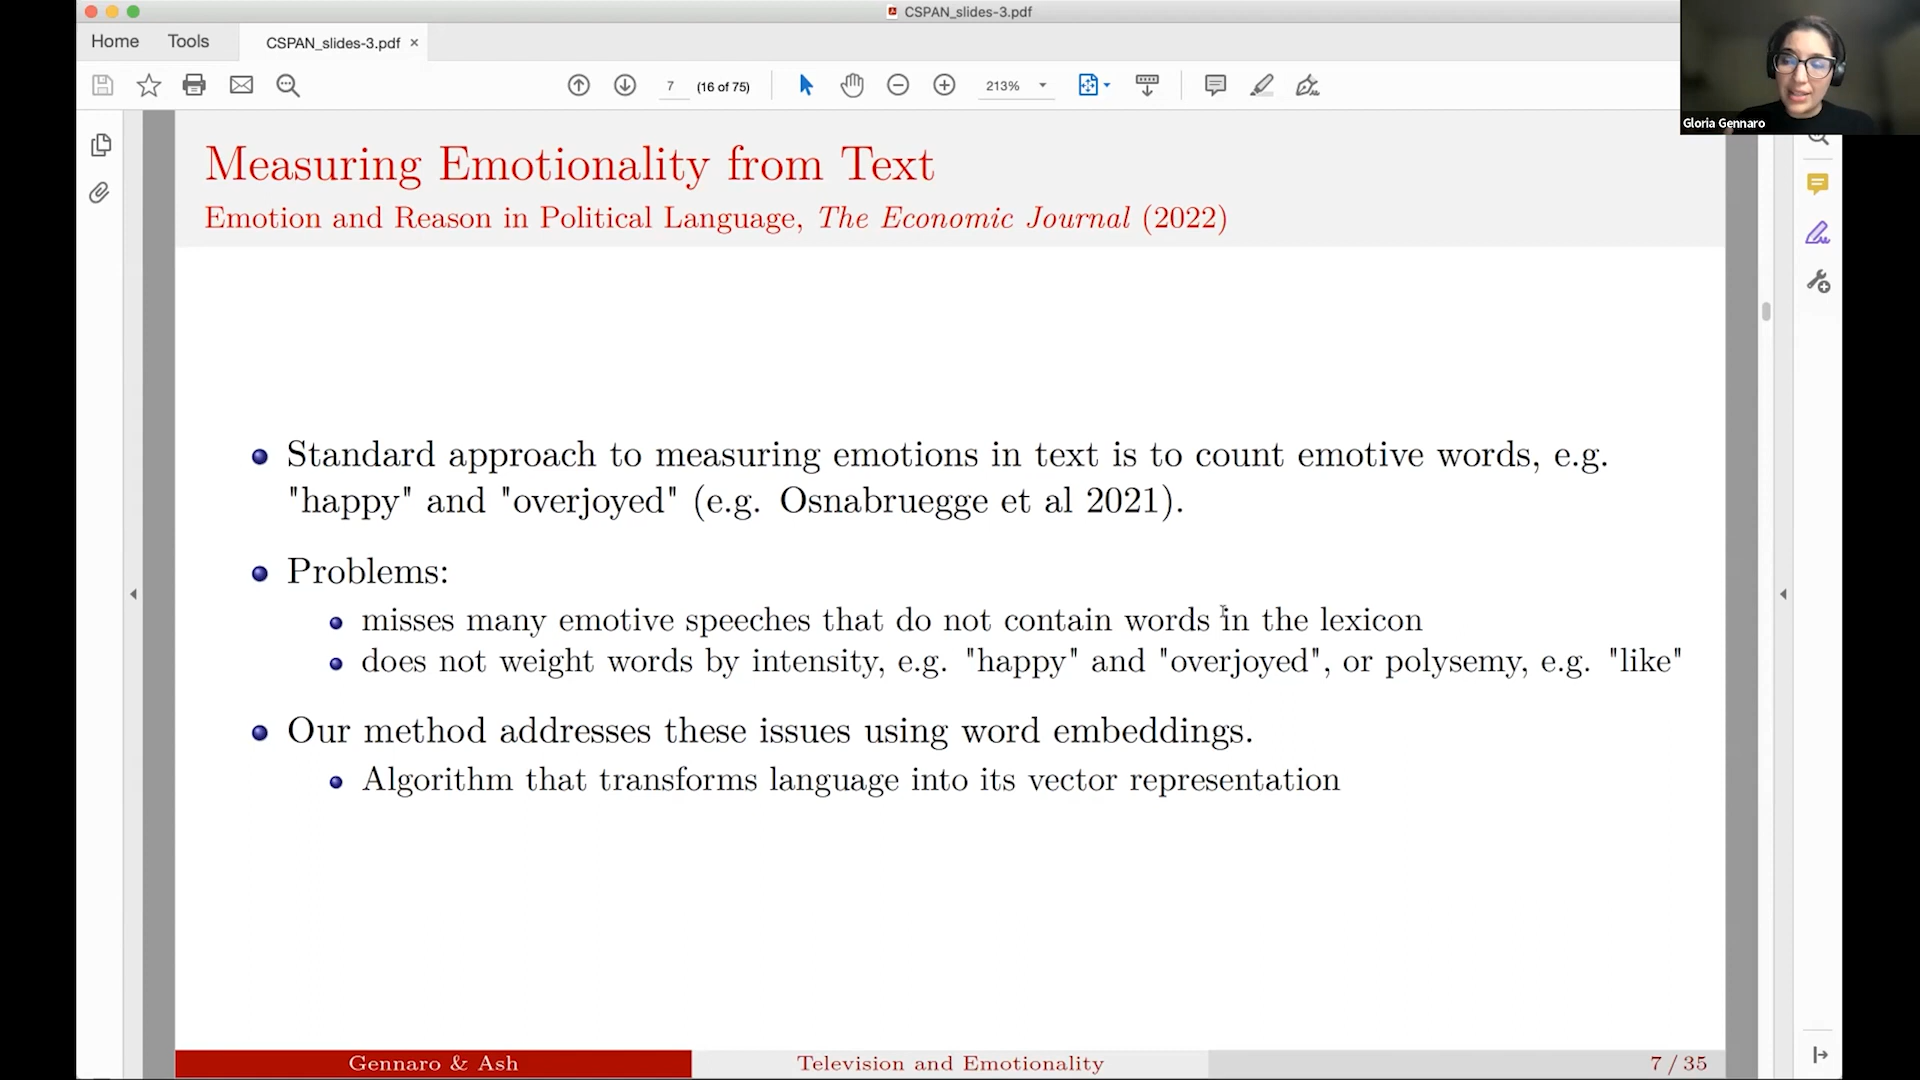 CSPAN_slides-3.pdf
Home
Tools
CSPAN_slides-3.pdf ×
7
(16 of 75)
213%
Gloria Gennaro
Measuring Emotionality from Text
Emotion and Reason in Political Language, The Economic Journal (2022)
Standard approach to measuring emotions in text is to count emotive words, e.g.
"happy" and "overjoyed" (e.g. Osnabruegge et al 2021).
Problems:
misses many emotive speeches that do not contain words in the lexicon
does not weight words by intensity, e.g. "happy" and "overjoyed", or polysemy, e.g. "like"
Our method addresses these issues using word embeddings.
Algorithm that transforms language into its vector representation
Gennaro & Ash
Television and Emotionality
7 / 35